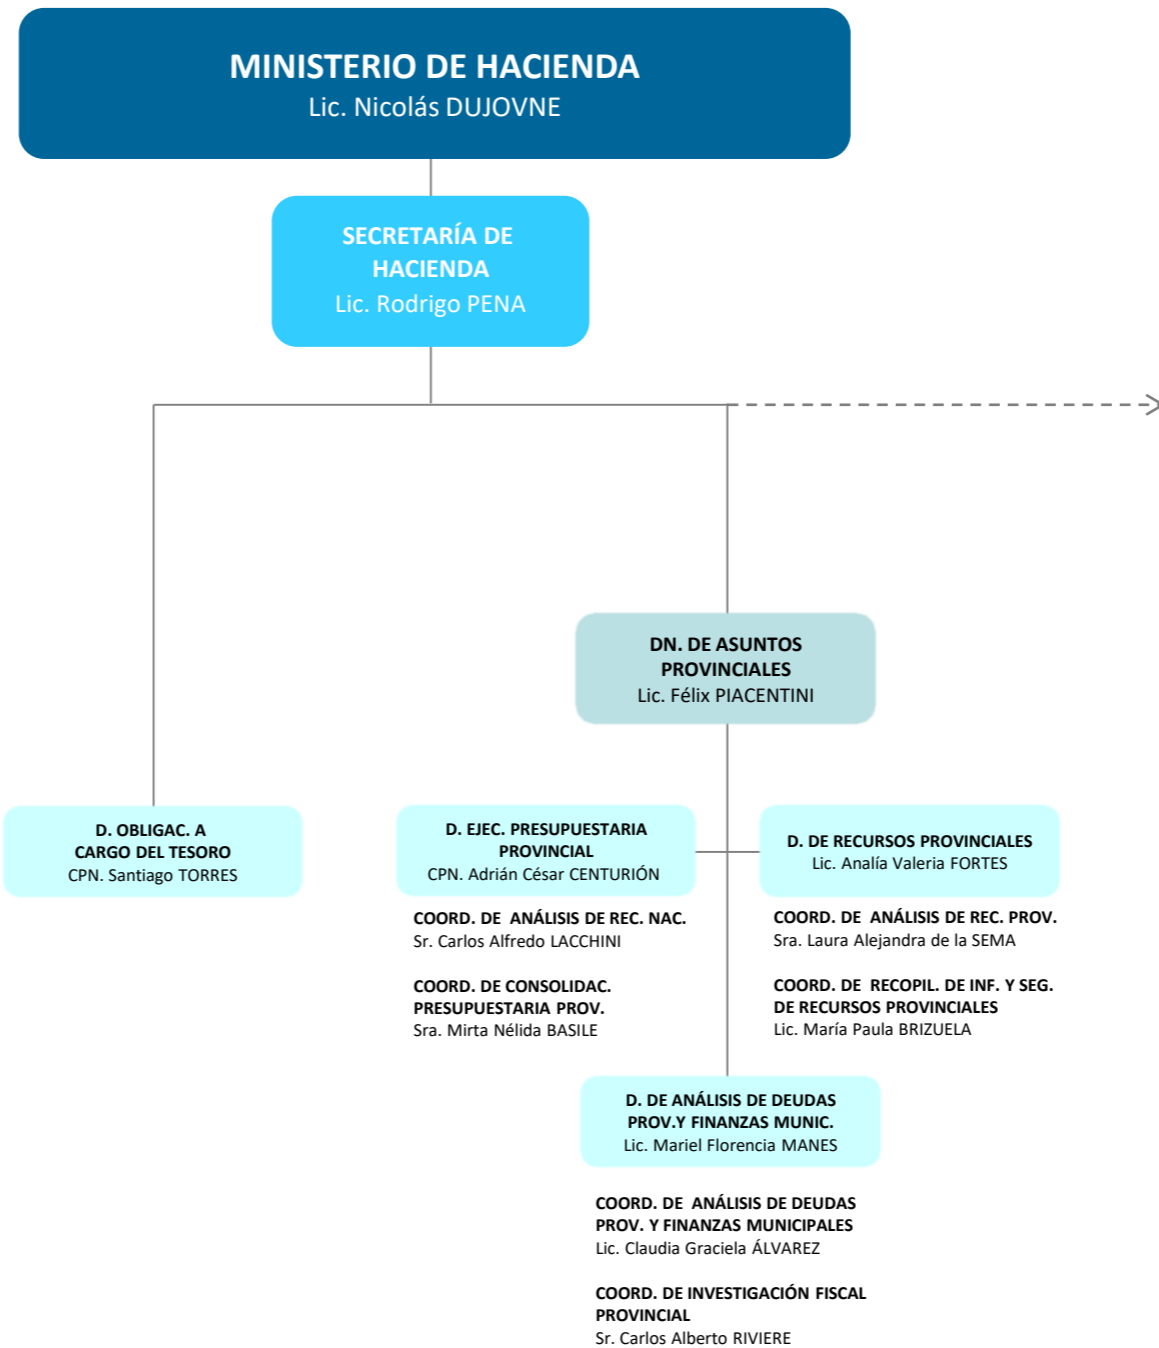 MINISTERIO DE HACIENDA
Lic. Nicolás DUJOVNE
SECRETARÍA DE
HACIENDA
Lic. Rodrigo PENA
DN. DE ASUNTOS
PROVINCIALES
Lic. Félix PIACENTINI
D. OBLIGAC. A
CARGO DEL TESORO
CPN. Santiago TORRES
D. EJEC. PRESUPUESTARIA
PROVINCIAL
CPN. Adrián César CENTURIÓN
COORD. DE ANÁLISIS DE REC. NAC.
Sr. Carlos Alfredo LACCHINI
COORD. DE CONSOLIDAC.
PRESUPUESTARIA PROV.
Sra. Mirta Nélida BASILE
D. DE RECURSOS PROVINCIALES
Lic. Analía Valeria FORTES
COORD. DE ANÁLISIS DE REC. PROV.
Sra. Laura Alejandra de la SEMA
COORD. DE RECOPIL. DE INF. Y SEG.
DE RECURSOS PROVINCIALES
Lic. María Paula BRIZUELA
D. DE ANÁLISIS DE DEUDAS
PROV.Y FINANZAS MUNIC.
Lic. Mariel Florencia MANES
COORD. DE ANÁLISIS DE DEUDAS
PROV. Y FINANZAS MUNICIPALES
Lic. Claudia Graciela ÁLVAREZ
COORD. DE INVESTIGACIÓN FISCAL
PROVINCIAL
Sr. Carlos Alberto RIVIERE